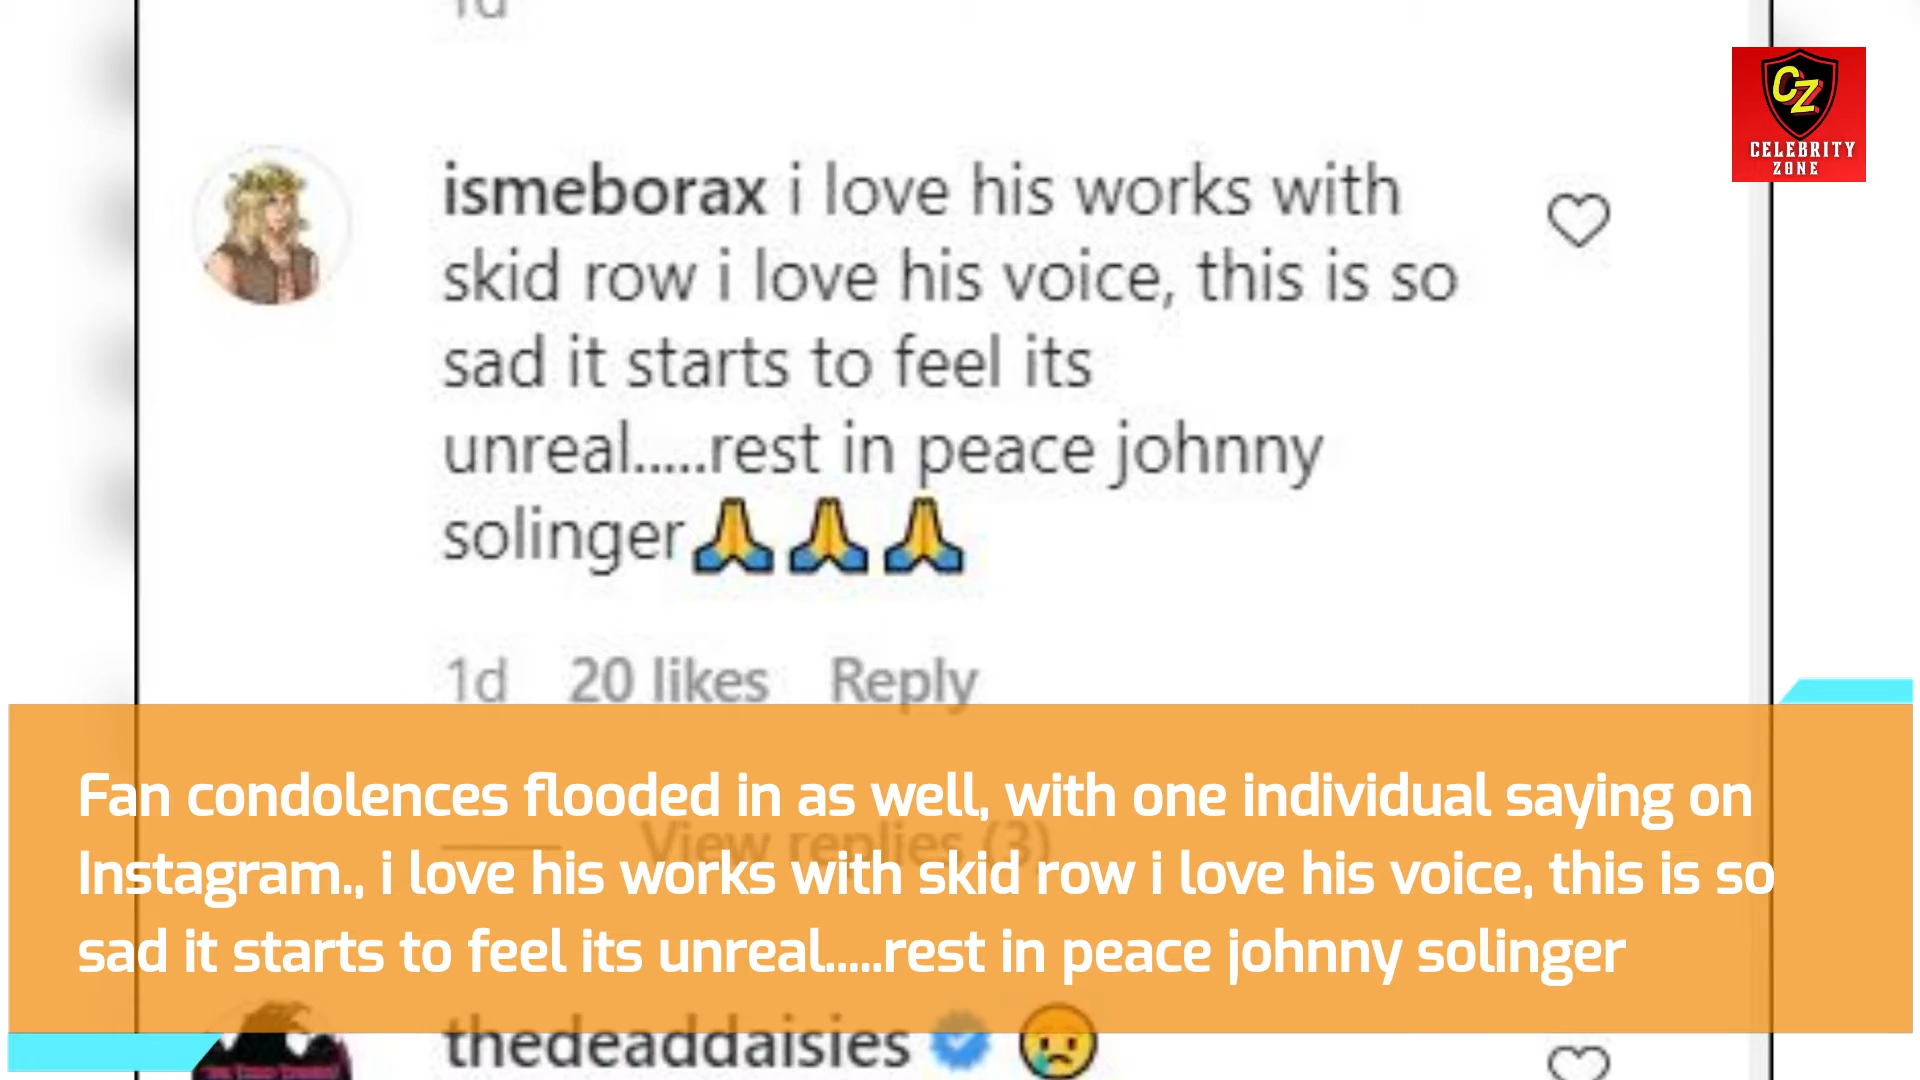 1d
CZ
CELEBRITY
ZONE
ismeborax i love his works with
skid row i love his voice, this is so
sad it starts to feel its
unreal.....rest in peace johnny
solinger🙏🙏🙏
1d 20 likes Reply
View replies (3)
Fan condolences flooded in as well, with one individual saying on
Instagram., i love his works with skid row i love his voice, this is so
sad it starts to feel its unreal.....rest in peace johnny solinger
thedeaddaisies 😢